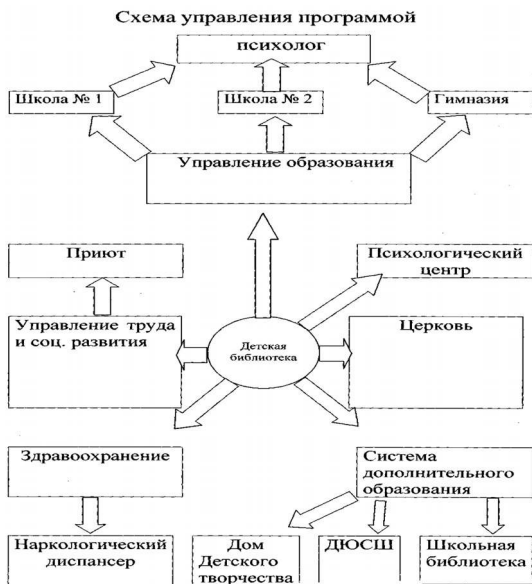 Схема управления программой
психолог
Школа № 1
Школа № 2
Гимназия
Управление образования
Приют
Психологический
центр
Управление труда
и соц. развития
Детская
библиотека
Церковь
Здравоохранение
Система
дополнительного
образования
Наркологический
диспансер
Дом
Детского
творчества
ДЮСШ
Школьная
библиотека